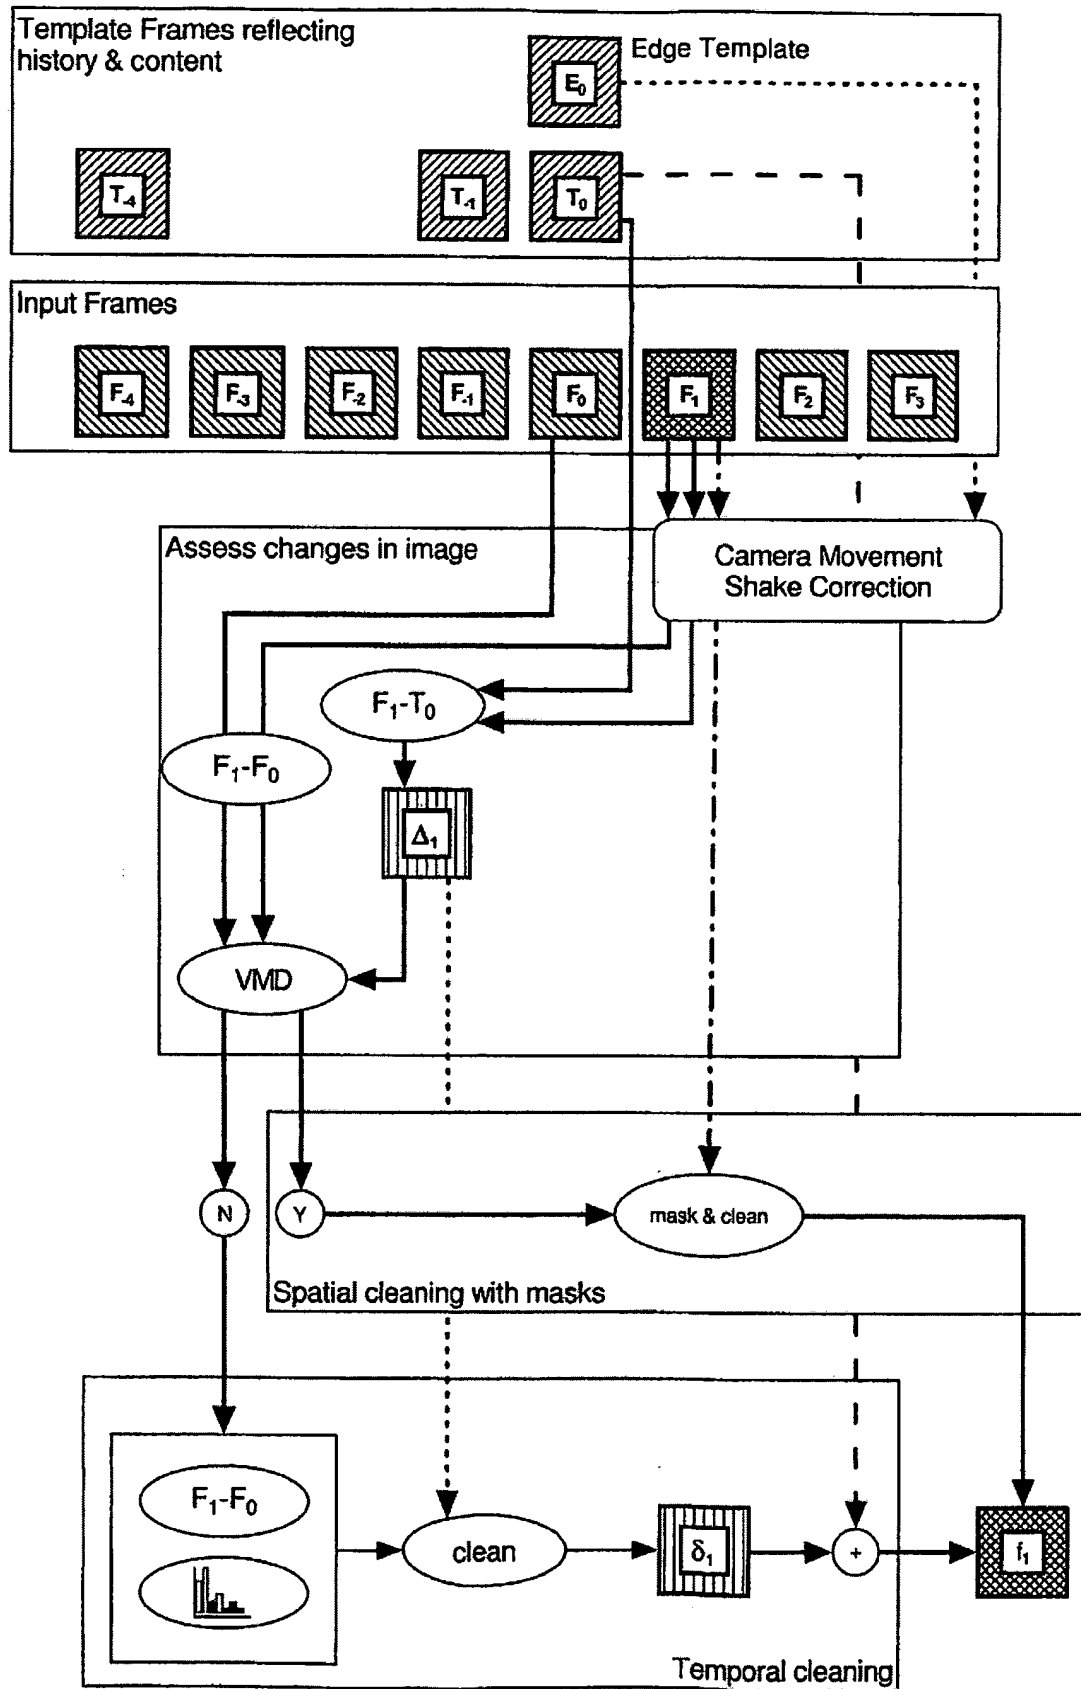 Template Frames reflecting
history & content
Edge Template
E₀
T₋₄
T₋₁
T₀
Input Frames
F₋₄
F₋₃
F₋₂
F₋₁
F₀
F₁
F₂
F₃
Assess changes in image
Camera Movement
Shake Correction
F₁-T₀
F₁-F₀
Δ₁
VMD
N
Y
mask & clean
Spatial cleaning with masks
F₁-F₀
clean
δ₁
+
f₁
Temporal cleaning